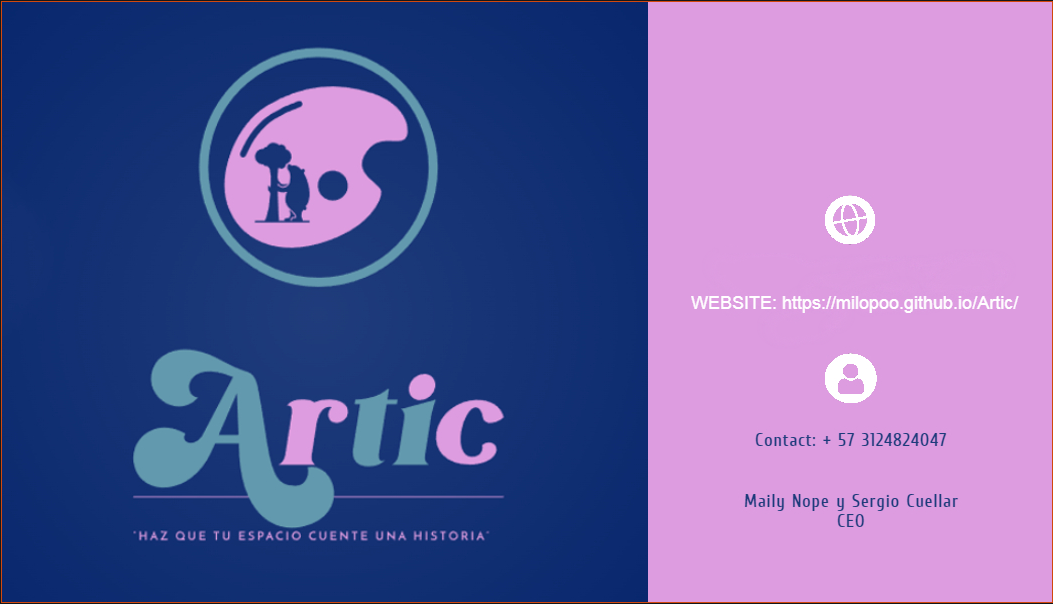 Artic
"HAZ QUE TU ESPACIO CUENTE UNA HISTORIA"
WEBSITE: https://milopoo.github.io/Artic/
Contact: + 57 3124824047
Maily Nope y Sergio Cuellar
CEO